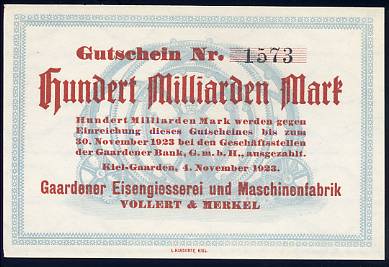 Gutschein Nr. 1573
Hundert Milliarden Mark
Hundert Milliarden Mark werden gegen
Einreichung dieses Gutscheines bis zum
30. November 1923 bei den Geschäftsstellen
der Gaardener Bank, G. m. b. H., ausgezahlt.
Kiel-Gaarden, 4. November 1923.
Gaardener Eisengiesserei und Maschinenfabrik
VOLLERT & MERKEL
KIEL